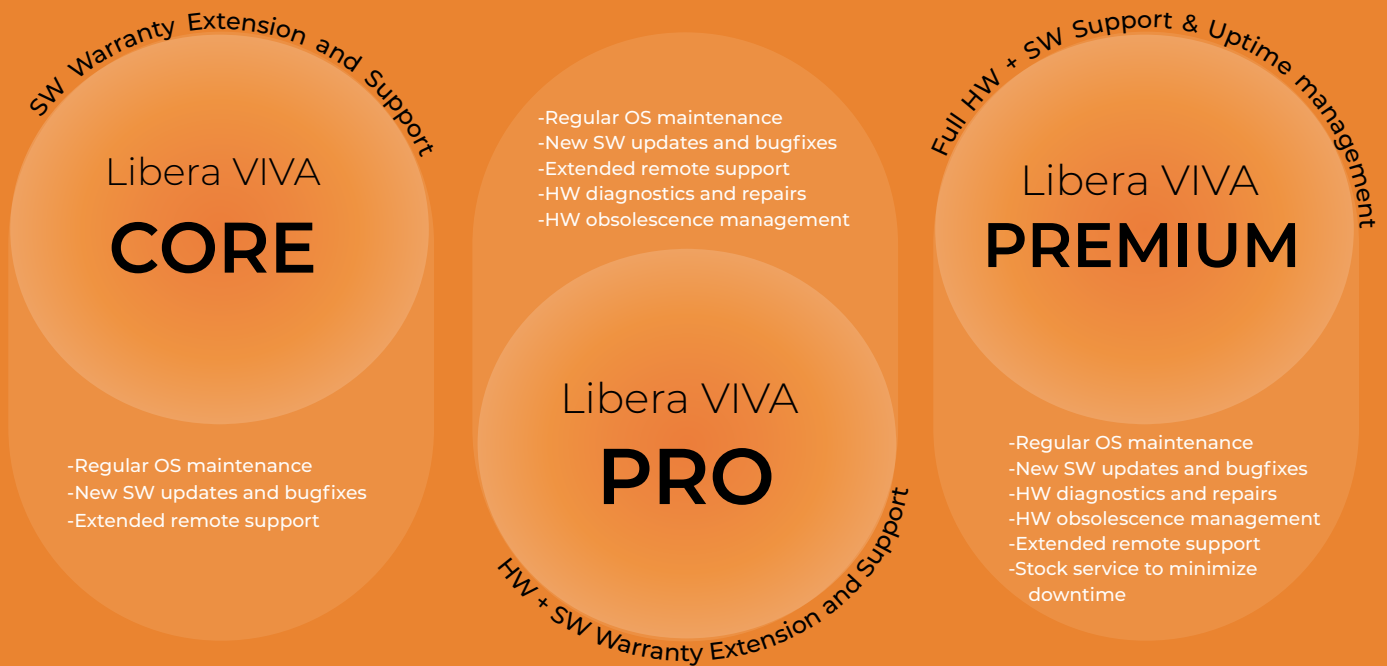 SW Warranty Extension and Support
Libera VIVA
CORE
-Regular OS maintenance
-New SW updates and bugfixes
-Extended remote support
-Regular OS maintenance
-New SW updates and bugfixes
-Extended remote support
-HW diagnostics and repairs
-HW obsolescence management
Libera VIVA
PRO
HW + SW Warranty Extension and Support
Full HW + SW Support & Uptime management
Libera VIVA
PREMIUM
-Regular OS maintenance
-New SW updates and bugfixes
-HW diagnostics and repairs
-HW obsolescence management
-Extended remote support
-Stock service to minimize
downtime